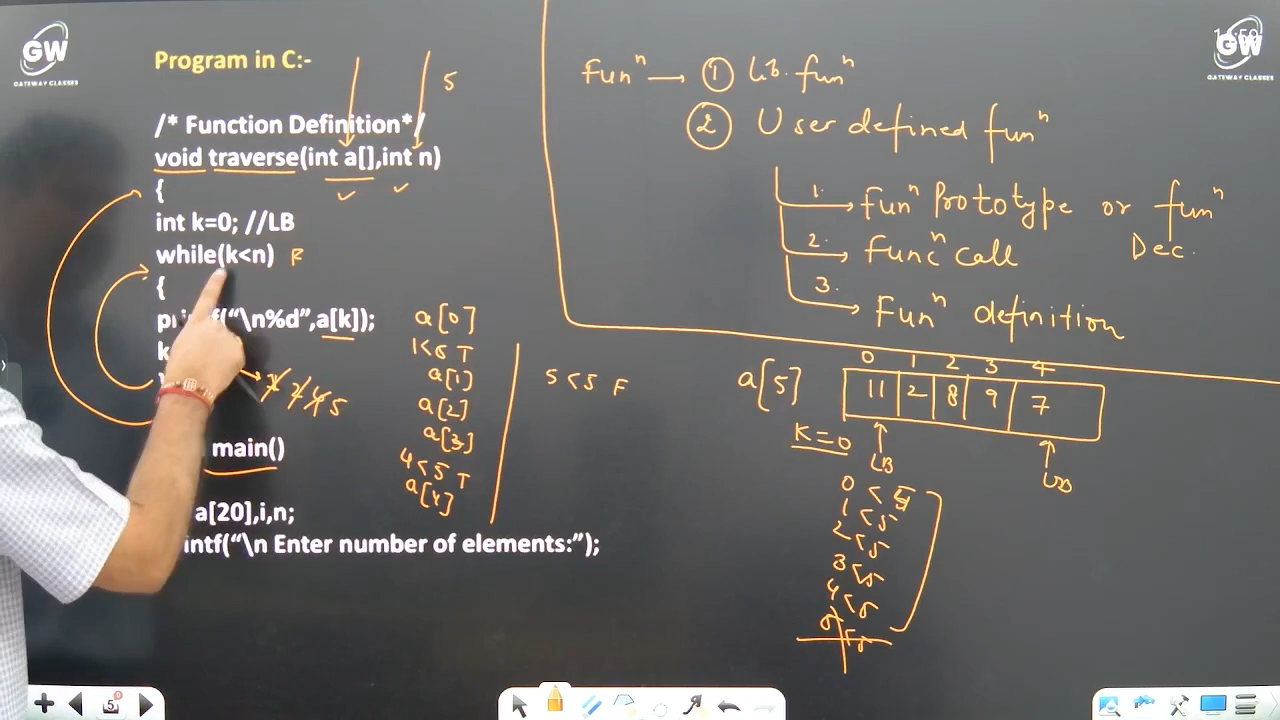 GW
GATEWAY CLASSES
Program in C:-
5
/* Function Definition*/
void traverse(int a[],int n)
{
int k=0; //LB
while(k<n) F
{
f("\n%d",a[k]);
k
main()
a[20],i,n;
intf("\n Enter number of elements:");
a[0]
1<5 T
a[1]
a[2]
a[3]
4<5 T
a[4]
5<5 F
Funⁿ → ① Lib. funⁿ
② User defined funⁿ
1. Funⁿ Prototype or funⁿ
Dec.
2. Funcⁿ call
3. Funⁿ definition
0 1 2 3 4
a[5] 11 2 8 9 7
K=0
LB
UB
0<5
1<5
2<5
3<5
4<5
5<5
GW
GATEWAY CLASSES
5